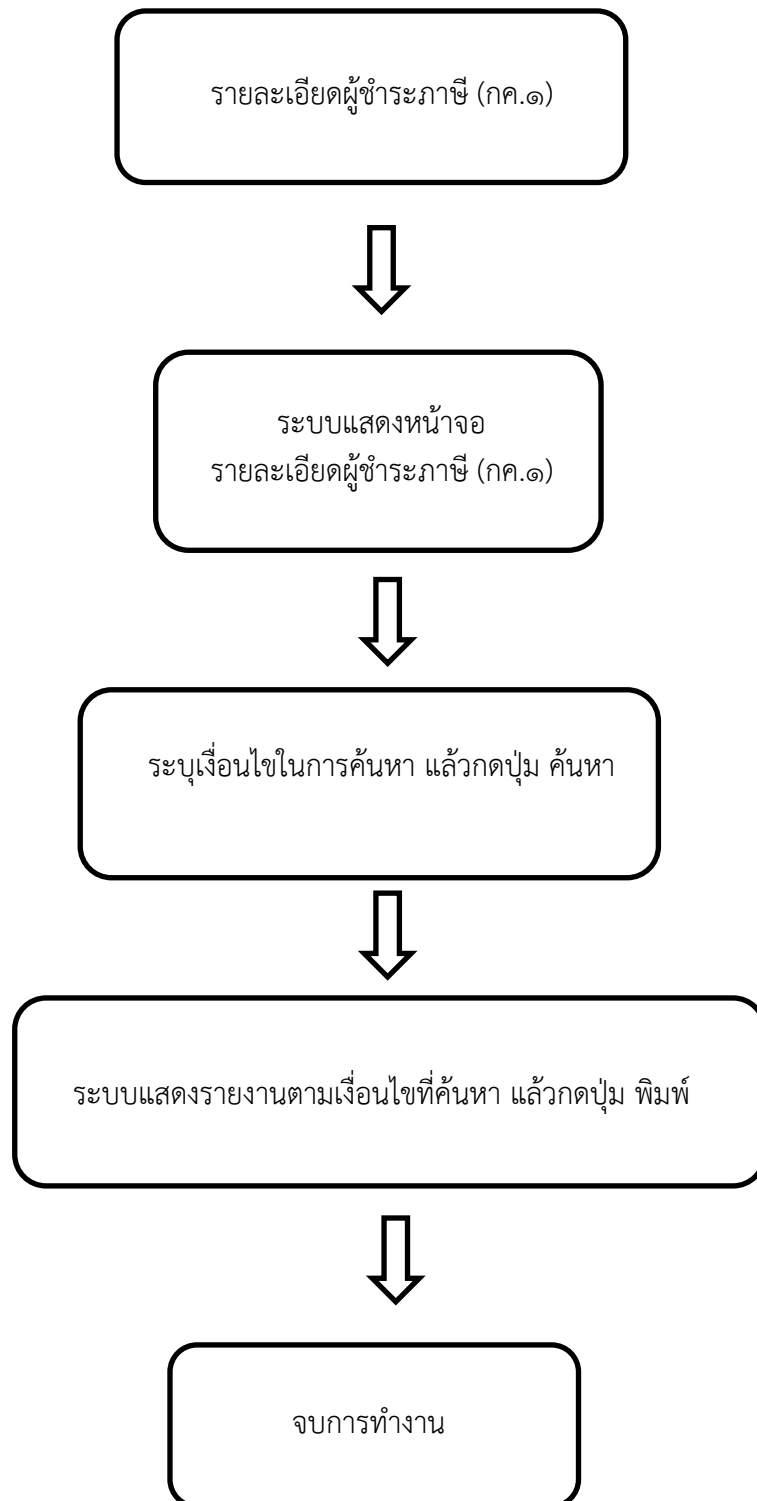 รายละเอียดผู้ชำระภาษี (กค.๑)
ระบบแสดงหน้าจอ
รายละเอียดผู้ชำระภาษี (กค.๑)
ระบุเงื่อนไขในการค้นหา แล้วกดปุ่ม ค้นหา
ระบบแสดงรายงานตามเงื่อนไขที่ค้นหา แล้วกดปุ่ม พิมพ์
จบการทำงาน